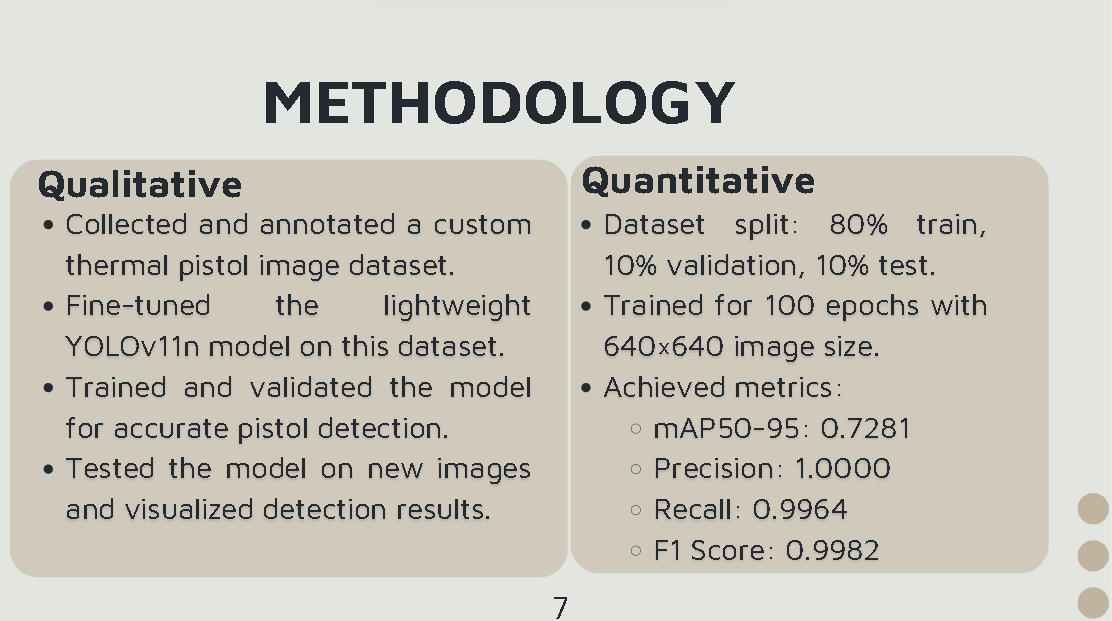 METHODOLOGY
Qualitative
• Collected and annotated a custom
thermal pistol image dataset.
• Fine-tuned the lightweight
YOLOv11n model on this dataset.
• Trained and validated the model
for accurate pistol detection.
• Tested the model on new images
and visualized detection results.
Quantitative
• Dataset split: 80% train,
10% validation, 10% test.
• Trained for 100 epochs with
640×640 image size.
• Achieved metrics:
○ mAP50-95: 0.7281
○ Precision: 1.0000
○ Recall: 0.9964
○ F1 Score: 0.9982
7